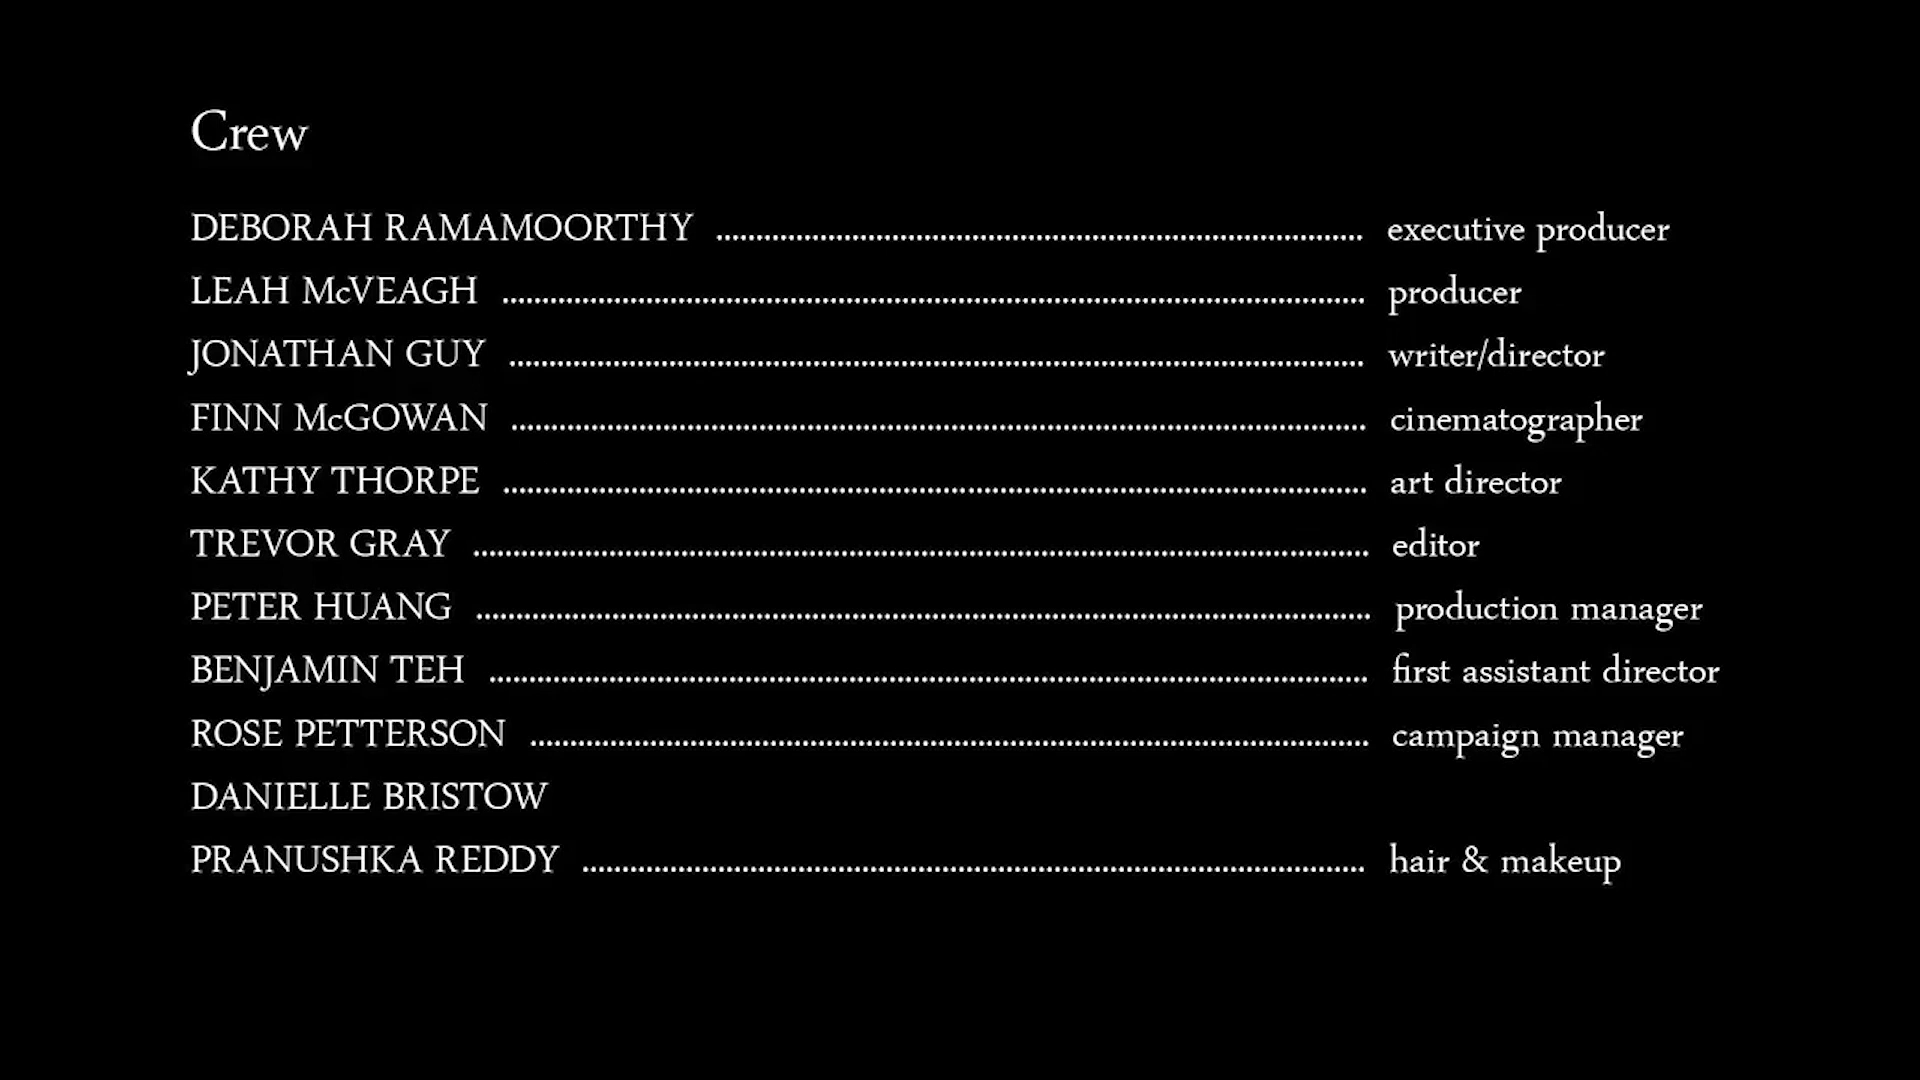 Crew
DEBORAH RAMAMOORTHY ........................................ executive producer
LEAH McVEAGH ........................................ producer
JONATHAN GUY ........................................ writer/director
FINN McGOWAN ........................................ cinematographer
KATHY THORPE ........................................ art director
TREVOR GRAY ........................................ editor
PETER HUANG ........................................ production manager
BENJAMIN TEH ........................................ first assistant director
ROSE PETTERSON ........................................ campaign manager
DANIELLE BRISTOW
PRANUSHKA REDDY ........................................ hair & makeup